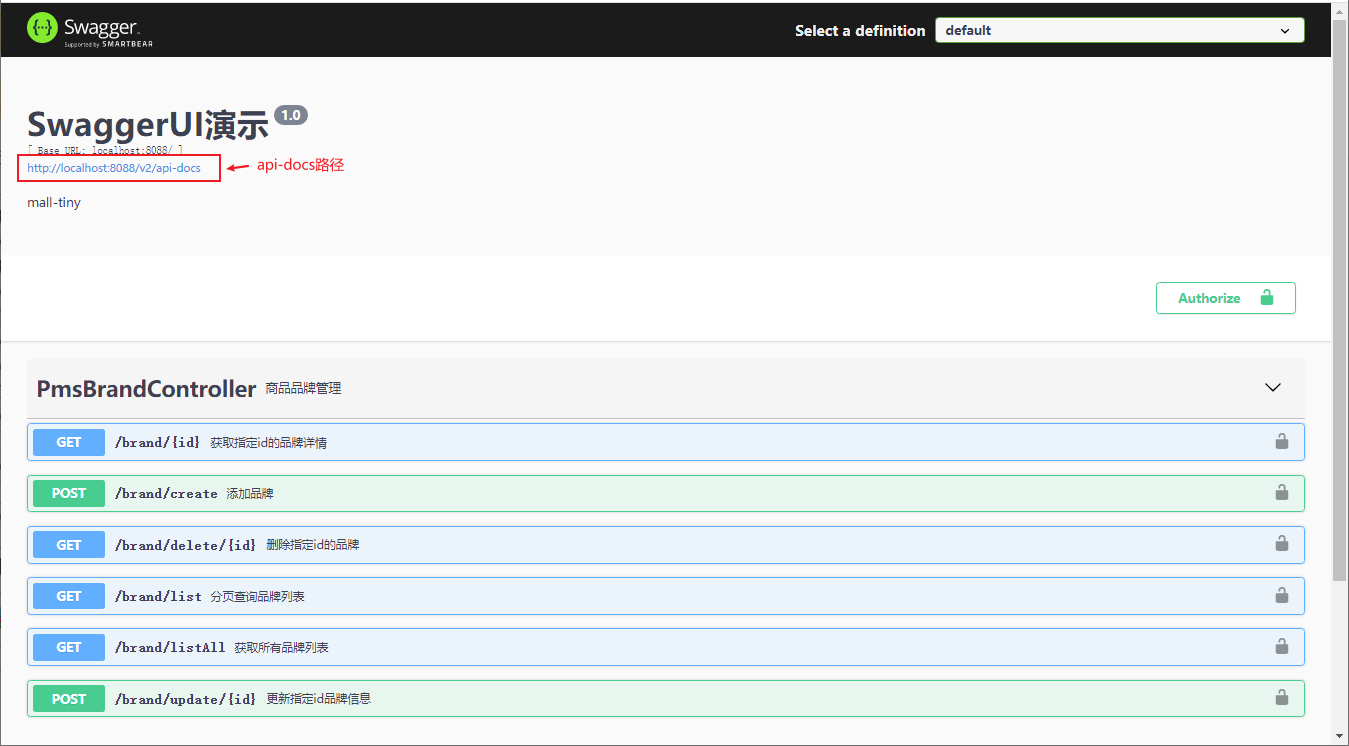 Swagger
Supported by SMARTBEAR
Select a definition
default
SwaggerUI演示 1.0
[ Base URL: localhost:8088/ ]
http://localhost:8088/v2/api-docs
api-docs路径
mall-tiny
Authorize
PmsBrandController 商品品牌管理
GET /brand/{id} 获取指定id的品牌详情
POST /brand/create 添加品牌
GET /brand/delete/{id} 删除指定id的品牌
GET /brand/list 分页查询品牌列表
GET /brand/listAll 获取所有品牌列表
POST /brand/update/{id} 更新指定id品牌信息